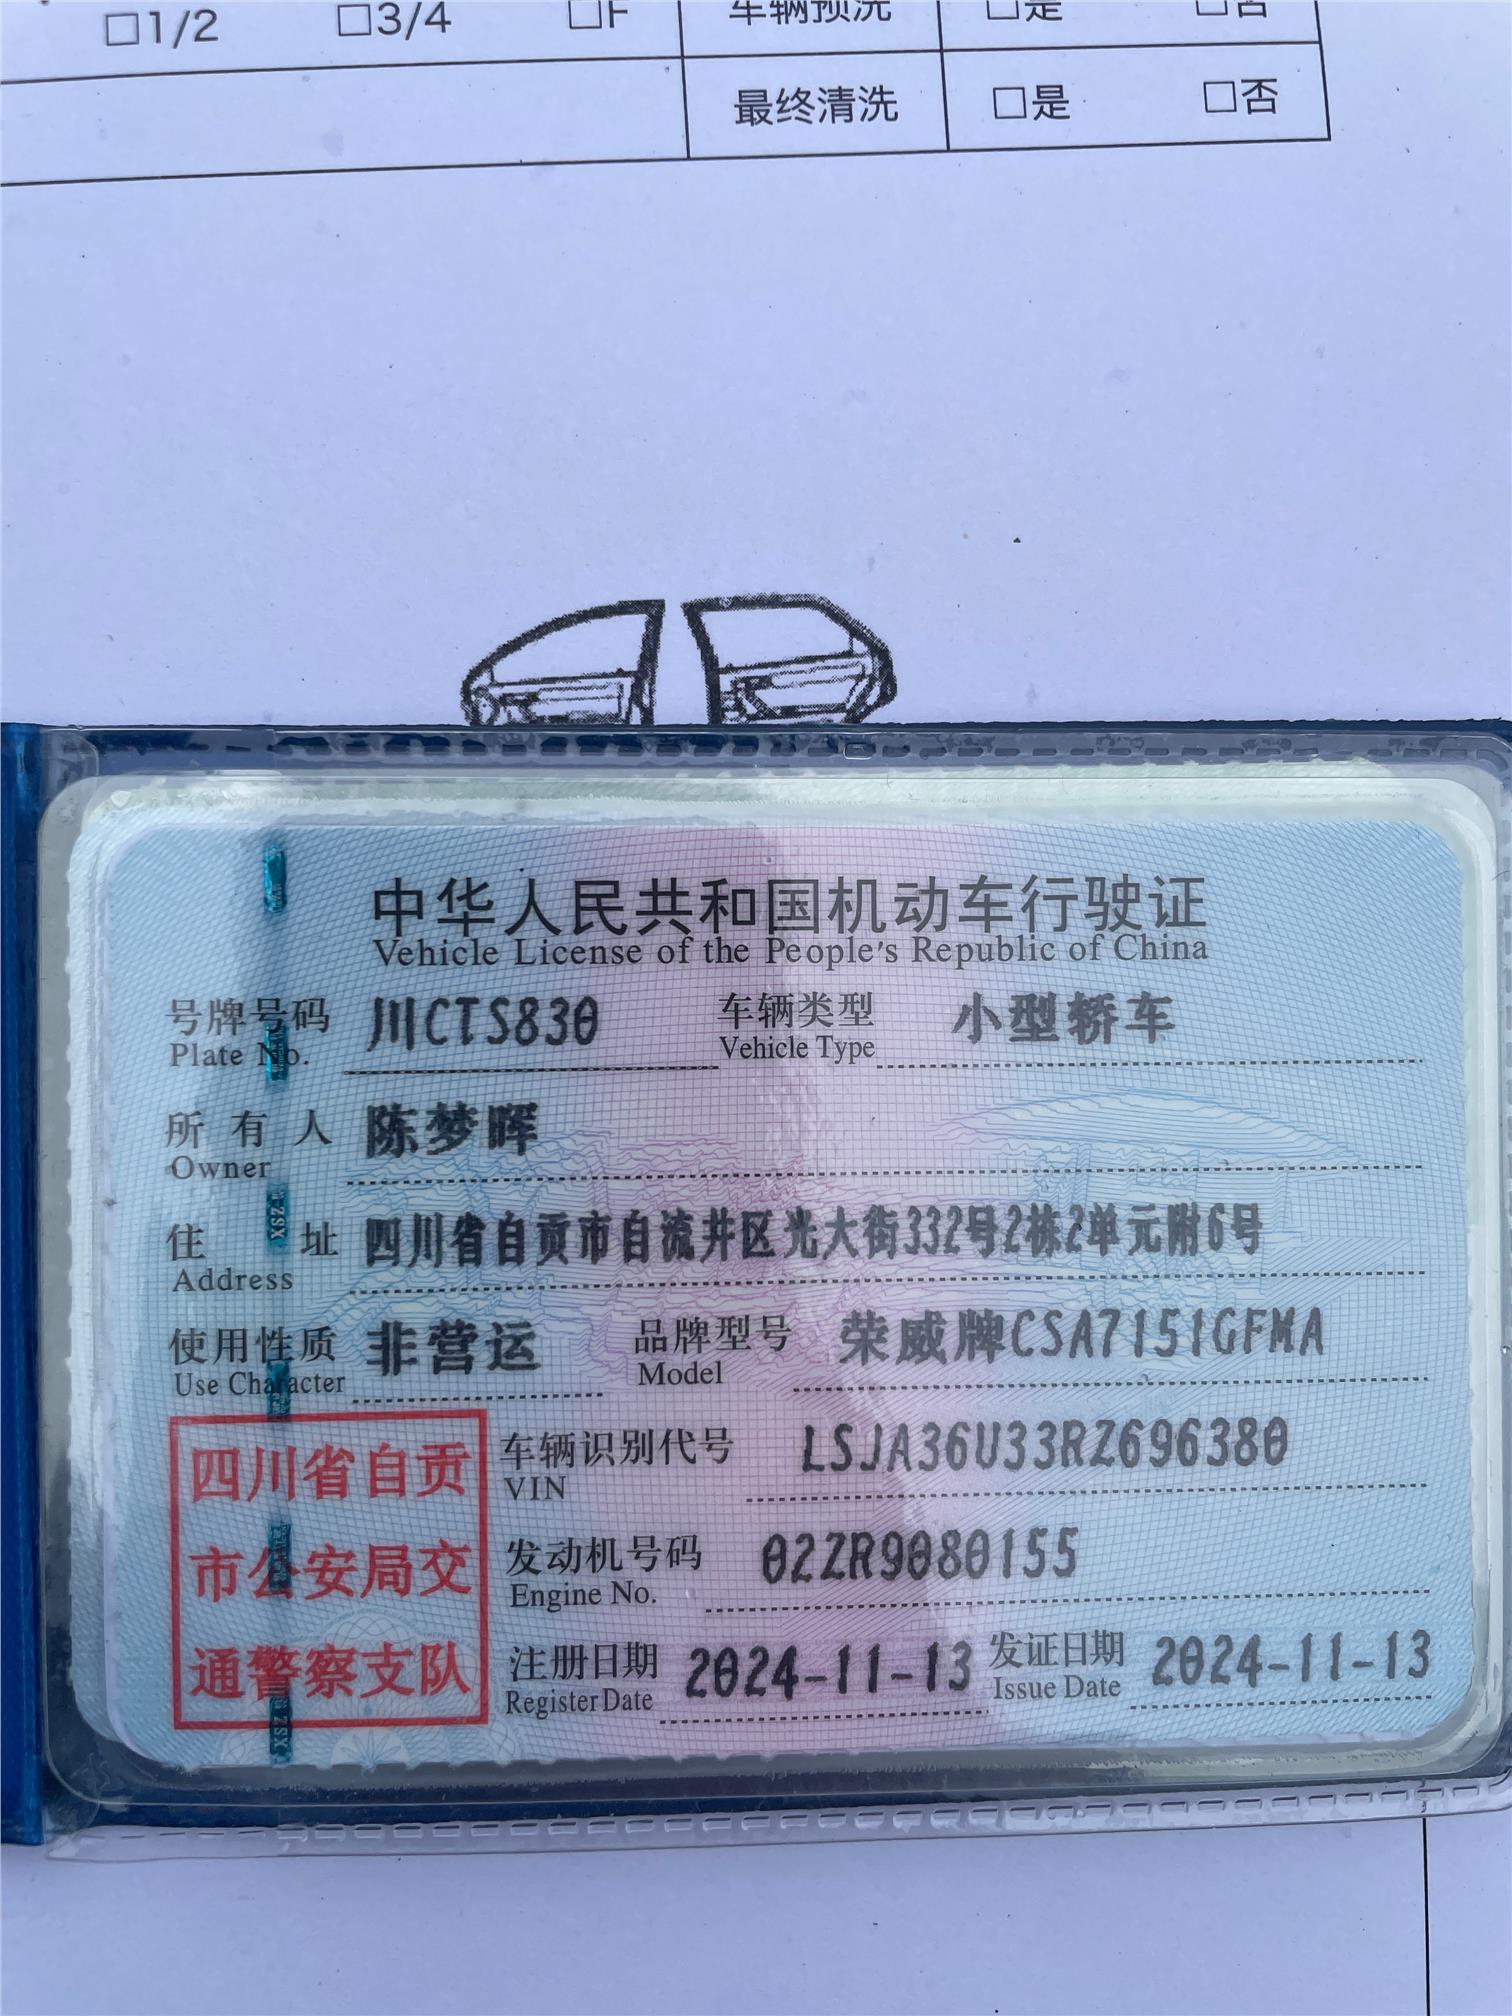 □1/2 □3/4 □F 车辆预洗 □是 □否
最终清洗 □是 □否
中华人民共和国机动车行驶证
Vehicle License of the People's Republic of China
号牌号码 川CTS830 车辆类型 小型轿车
Plate No. Vehicle Type
所有人 陈梦晖
Owner
住址 四川省自贡市自流井区光大街332号2栋2单元附6号
Address
使用性质 非营运 品牌型号 荣威牌CSA7151GFMA
Use Character Model
四川省自贡
市公安局交
通警察支队
车辆识别代号 LSJA36U33RZ696380
VIN
发动机号码 02ZR9080155
Engine No.
注册日期 2024-11-13 发证日期 2024-11-13
Register Date Issue Date
XSZ
XSZ